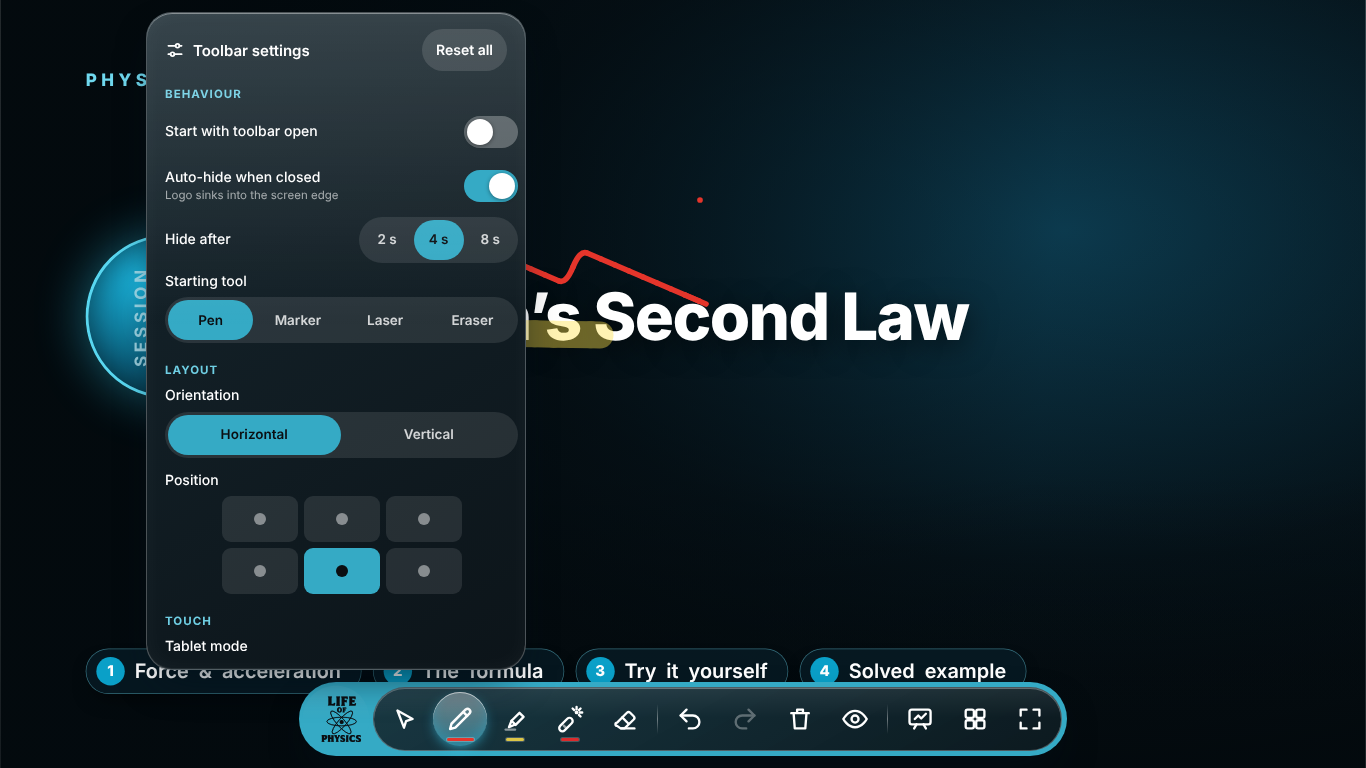 Toolbar settings
Reset all
PHYS
BEHAVIOUR
Start with toolbar open
Auto-hide when closed
Logo sinks into the screen edge
Hide after
2 s
4 s
8 s
Starting tool
Pen
Marker
Laser
Eraser
SESSION
's Second Law
LAYOUT
Orientation
Horizontal
Vertical
Position
TOUCH
Tablet mode
1 Force & acceleration
2 The formula
3 Try it yourself
4 Solved example
LIFE
OF
PHYSICS